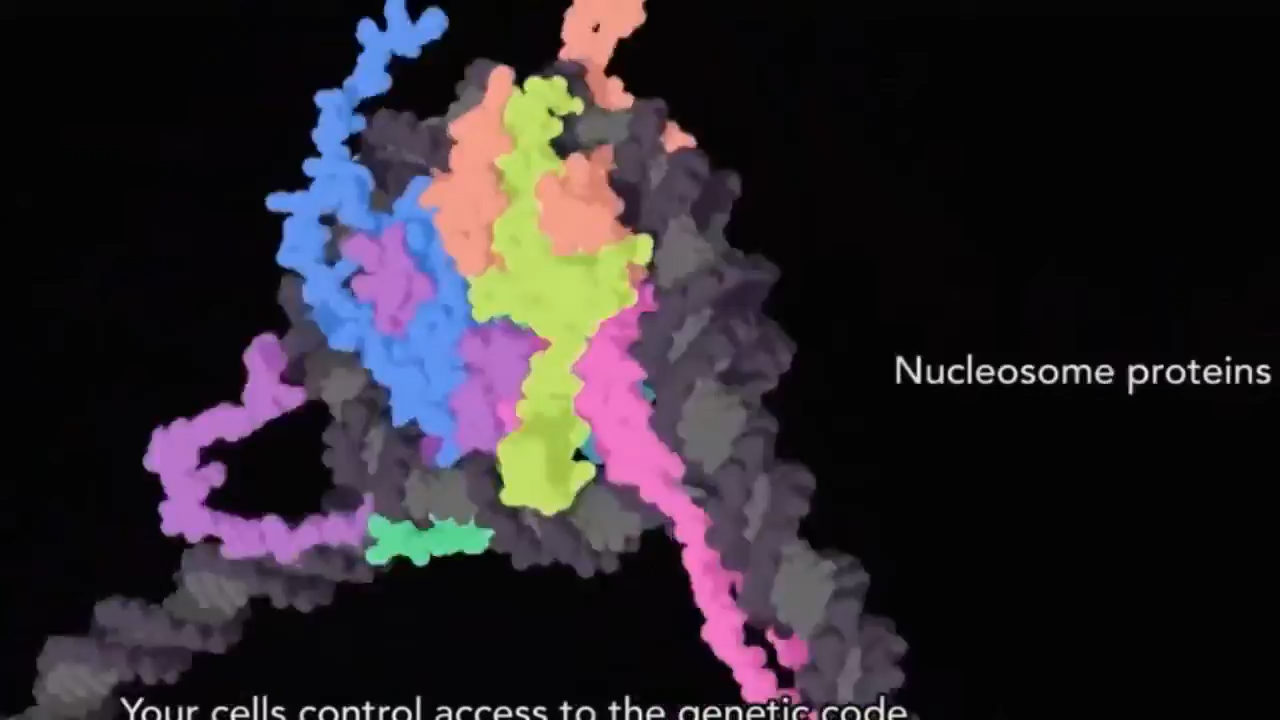 Nucleosome proteins
Your cells control access to the genetic code